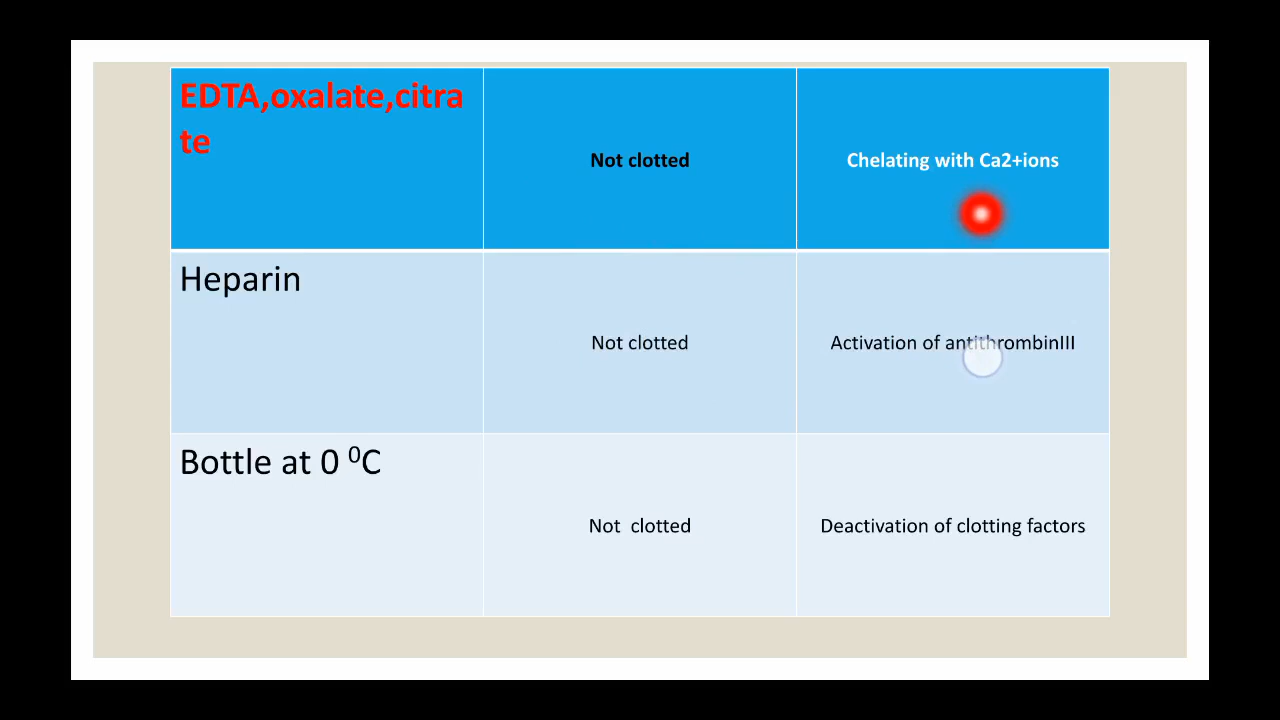 EDTA,oxalate,citra
te
Not clotted
Chelating with Ca2+ions
Heparin
Not clotted
Activation of antithrombinIII
Bottle at 0 ⁰C
Not  clotted
Deactivation of clotting factors